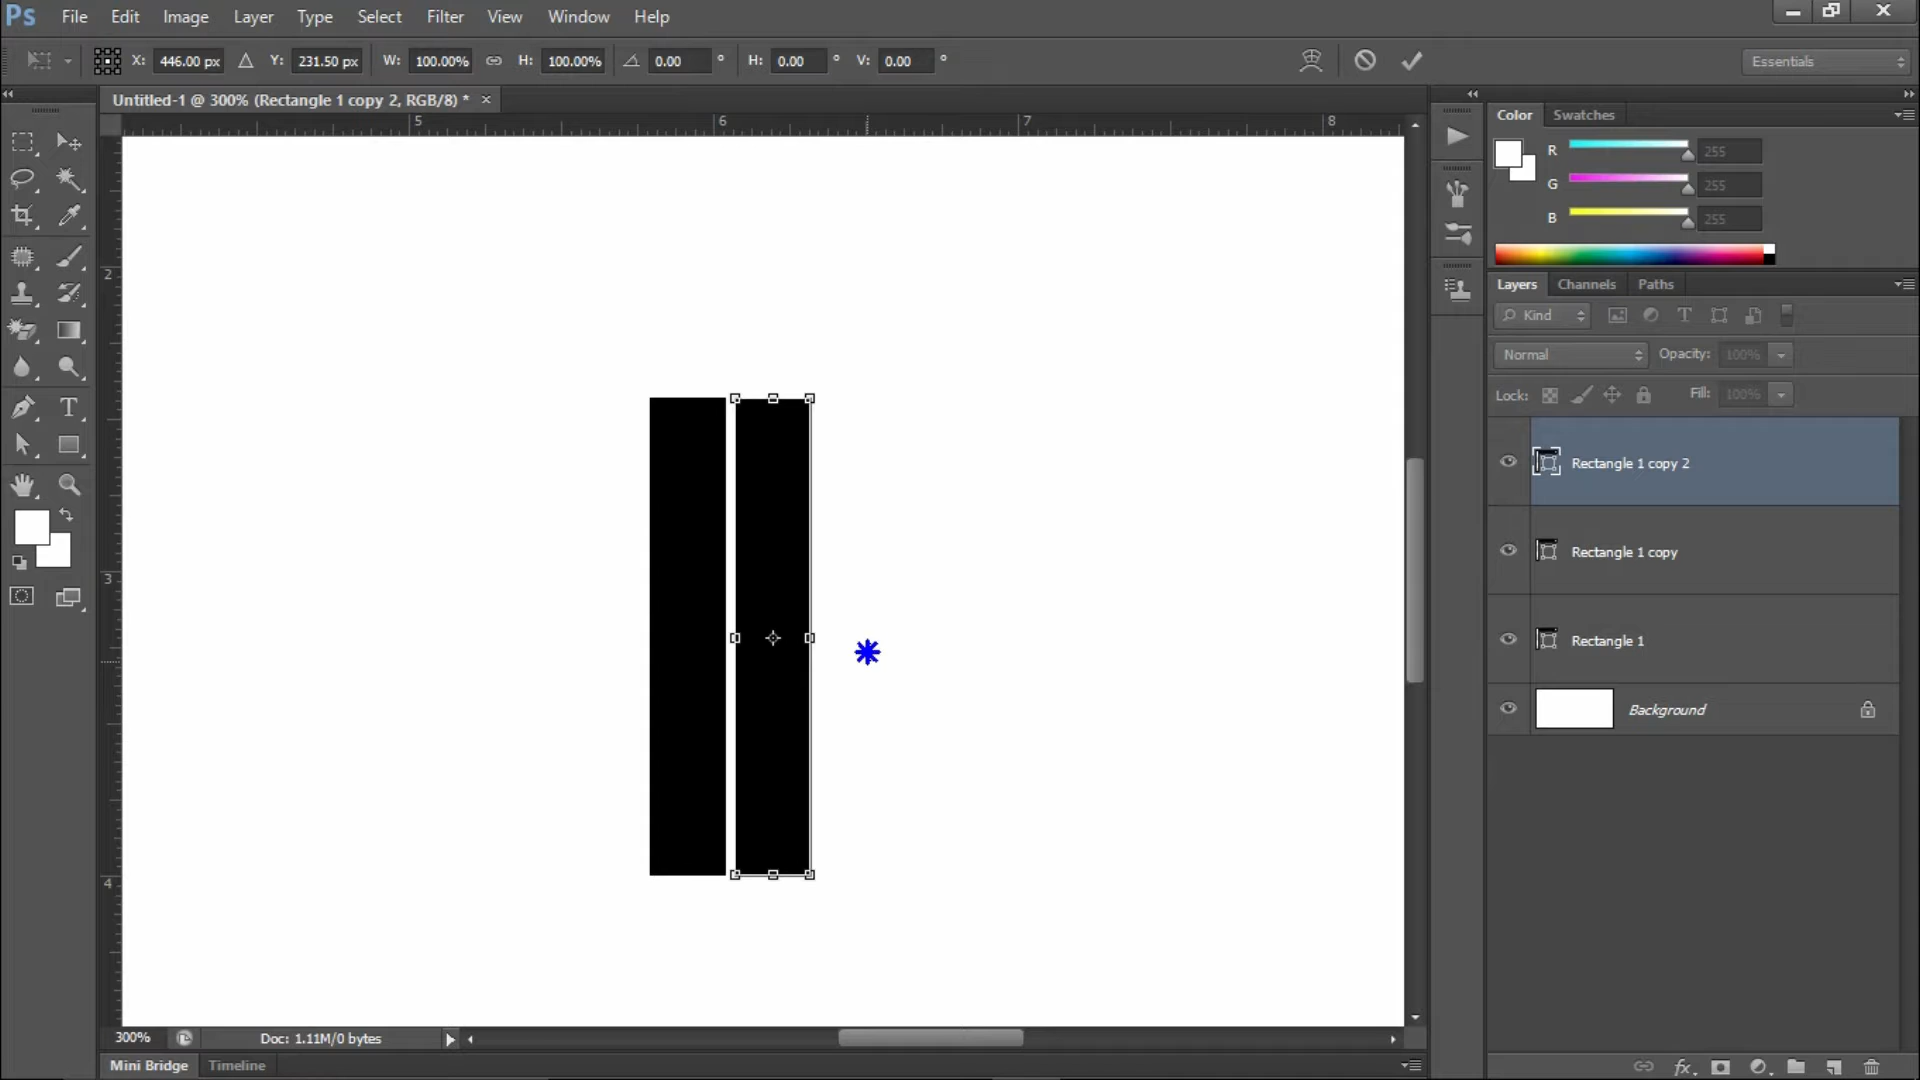 Ps File Edit Image Layer Type Select Filter View Window Help
X: 446.00 px Y: 231.50 px W: 100.00% H: 100.00% 0.00 ° H: 0.00 ° V: 0.00 ° Essentials
Untitled-1 @ 300% (Rectangle 1 copy 2, RGB/8) * ×
5 6 7 8
2
3
4
Color Swatches
R 255
G 255
B 255
Layers Channels Paths
Kind
Normal Opacity: 100%
Lock: Fill: 100%
Rectangle 1 copy 2
Rectangle 1 copy
Rectangle 1
Background
300% Doc: 1.11M/0 bytes
Mini Bridge Timeline